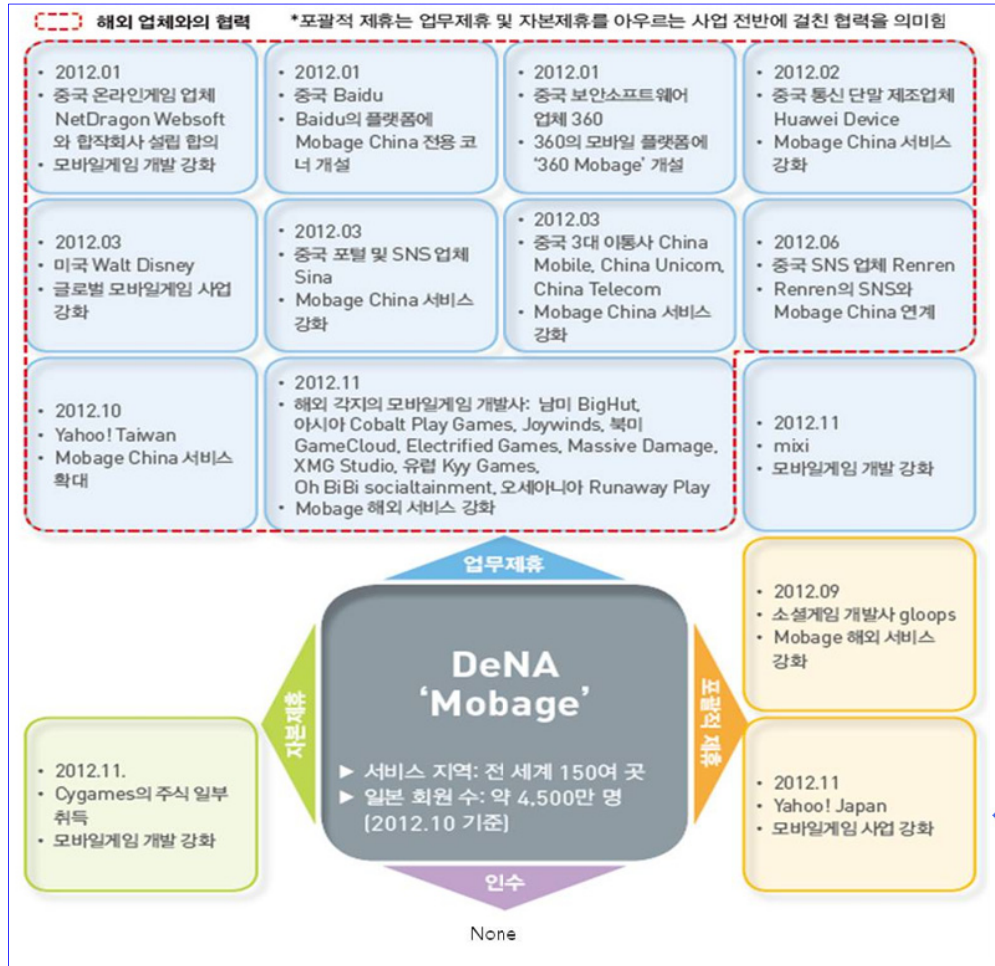 해외 업체와의 협력 *포괄적 제휴는 업무제휴 및 자본제휴를 아우르는 사업 전반에 걸친 협력을 의미함
• 2012.01
• 중국 온라인게임 업체
NetDragon Websoft
와 합작회사 설립 합의
• 모바일게임 개발 강화
• 2012.01
• 중국 Baidu
• Baidu의 플랫폼에
Mobage China 전용 코
너 개설
• 2012.01
• 중국 보안소프트웨어
업체 360
• 360의 모바일 플랫폼에
‘360 Mobage’ 개설
• 2012.02
• 중국 통신 단말 제조업체
Huawei Device
• Mobage China 서비스
강화
• 2012.03
• 미국 Walt Disney
• 글로벌 모바일게임 사업
강화
• 2012.03
• 중국 포털 및 SNS 업체
Sina
• Mobage China 서비스
강화
• 2012.03
• 중국 3대 이통사 China
Mobile, China Unicom,
China Telecom
• Mobage China 서비스
강화
• 2012.06
• 중국 SNS 업체 Renren
• Renren의 SNS와
Mobage China 연계
• 2012.10
• Yahoo! Taiwan
• Mobage China 서비스
확대
• 2012.11
• 해외 각지의 모바일게임 개발사: 남미 BigHut,
아시아 Cobalt Play Games, Joywinds, 북미
GameCloud, Electrified Games, Massive Damage,
XMG Studio, 유럽 Kyy Games,
Oh BiBi socialtainment, 오세아니아 Runaway Play
• Mobage 해외 서비스 강화
• 2012.11
• mixi
• 모바일게임 개발 강화
업무제휴
• 2012.09
• 소셜게임 개발사 gloops
• Mobage 해외 서비스
강화
DeNA
‘Mobage’
▶ 서비스 지역: 전 세계 150여 곳
▶ 일본 회원 수: 약 4,500만 명
(2012.10 기준)
자본제휴
포괄적 제휴
• 2012.11.
• Cygames의 주식 일부
취득
• 모바일게임 개발 강화
• 2012.11
• Yahoo! Japan
• 모바일게임 사업 강화
인수
None